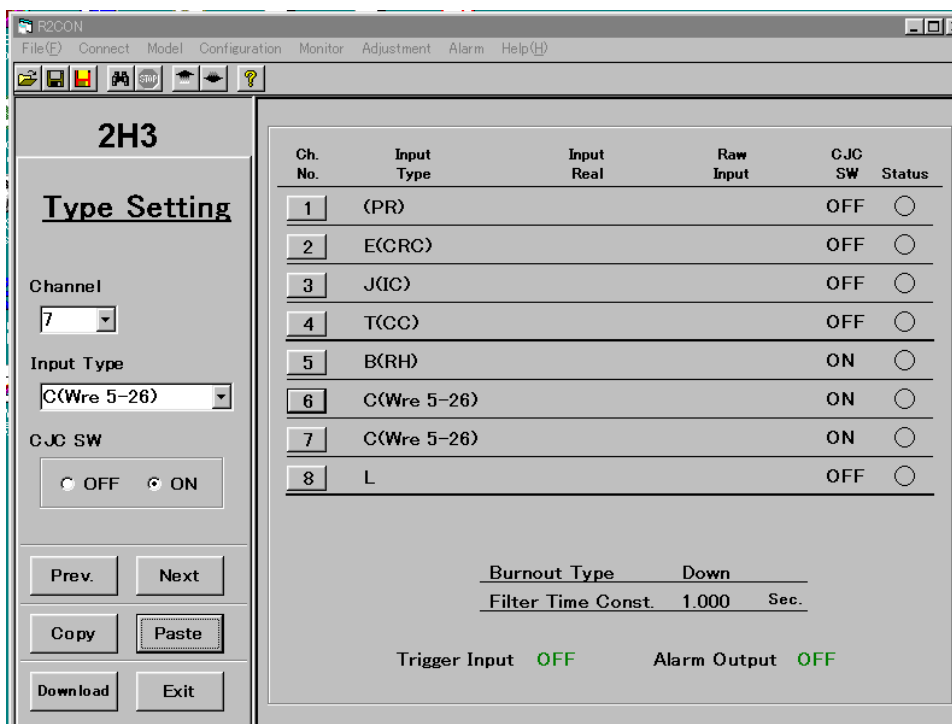 R2CON
File(F) Connect Model Configuration Monitor Adjustment Alarm Help(H)
STOP
2H3
Type Setting
Channel
7
Input Type
C(Wre 5-26)
CJC SW
OFF ON
Prev. Next
Copy Paste
Download Exit
Ch. No. Input Type Input Real Raw Input CJC SW Status
1 (PR) OFF
2 E(CRC) OFF
3 J(IC) OFF
4 T(CC) OFF
5 B(RH) ON
6 C(Wre 5-26) ON
7 C(Wre 5-26) ON
8 L OFF
Burnout Type Down
Filter Time Const. 1.000 Sec.
Trigger Input OFF Alarm Output OFF